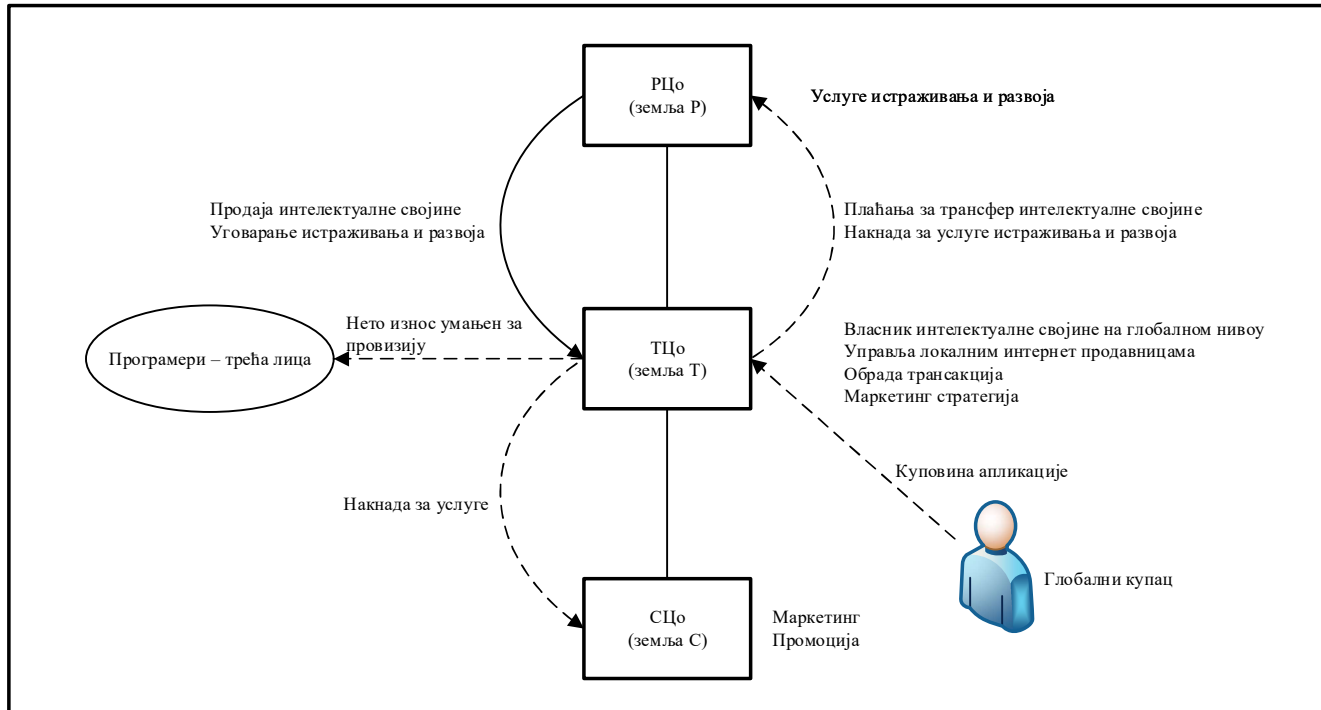 РЦо
(земља Р)
Услуге истраживања и развоја
Продаја интелектуалне својине
Уговарање истраживања и развоја
Плаћања за трансфер интелектуалне својине
Накнада за услуге истраживања и развоја
Нето износ умањен за
провизију
Програмери – трећа лица
ТЦо
(земља Т)
Власник интелектуалне својине на глобалном нивоу
Управља локалним интернет продавницама
Обрада трансакција
Маркетинг стратегија
Куповина апликације
Накнада за услуге
Глобални купац
СЦо
(земља С)
Маркетинг
Промоција